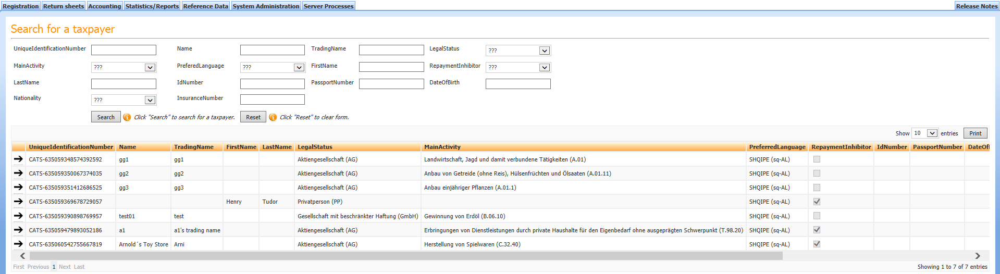 Registration Return sheets Accounting Statistics/Reports Reference Data System Administration Server Processes Release Notes
Search for a taxpayer
UniqueIdentificationNumber Name TradingName LegalStatus ???
MainActivity ??? PreferedLanguage ??? FirstName RepaymentInhibitor ???
LastName IdNumber PassportNumber DateOfBirth
Nationality ??? InsuranceNumber
Search Click "Search" to search for a taxpayer. Reset Click "Reset" to clear form.
Show 10 entries Print
UniqueIdentificationNumber Name TradingName FirstName LastName LegalStatus MainActivity PreferredLanguage RepaymentInhibitor IdNumber PassportNumber DateOf
CATS-635059348574392592 gg1 gg1 Aktiengesellschaft (AG) Landwirtschaft, Jagd und damit verbundene Tätigkeiten (A.01) SHQIPE (sq-AL)
CATS-635059350067374035 gg2 gg2 Aktiengesellschaft (AG) Anbau von Getreide (ohne Reis), Hülsenfrüchten und Ölsaaten (A.01.11) SHQIPE (sq-AL)
CATS-635059351412686525 gg3 gg3 Aktiengesellschaft (AG) Anbau einjähriger Pflanzen (A.01.1) SHQIPE (sq-AL)
CATS-635059369678729057 Henry Tudor Privatperson (PP) SHQIPE (sq-AL)
CATS-635059390898769957 test01 test Gesellschaft mit beschränkter Haftung (GmbH) Gewinnung von Erdöl (B.06.10) SHQIPE (sq-AL)
CATS-635059479893052186 a1 a1's trading name Aktiengesellschaft (AG) Erbringungen von Dienstleistungen durch private Haushalte für den Eigenbedarf ohne ausgeprägten Schwerpunkt (T.98.20) SHQIPE (sq-AL)
CATS-635060542755667819 Arnold´s Toy Store Arni Aktiengesellschaft (AG) Herstellung von Spielwaren (C.32.40) SHQIPE (sq-AL)
First Previous 1 Next Last Showing 1 to 7 of 7 entries